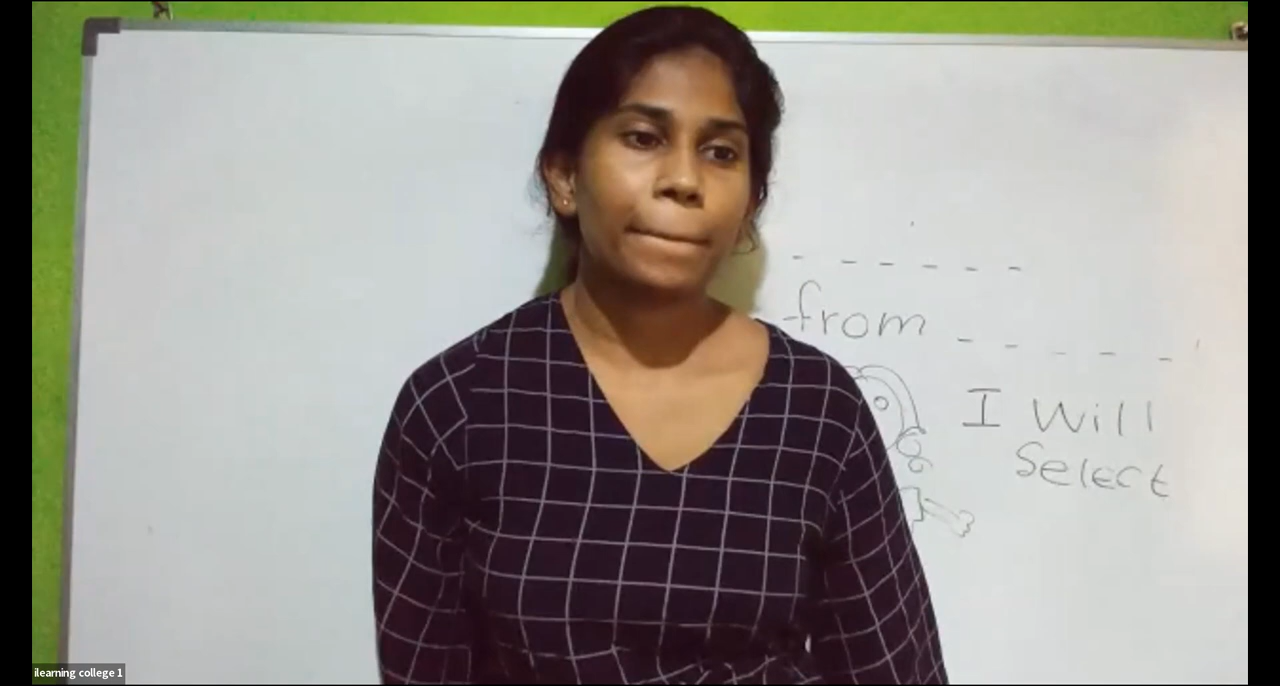 - - - - - -
from - - - - -
I Will
Select
ilearning college 1